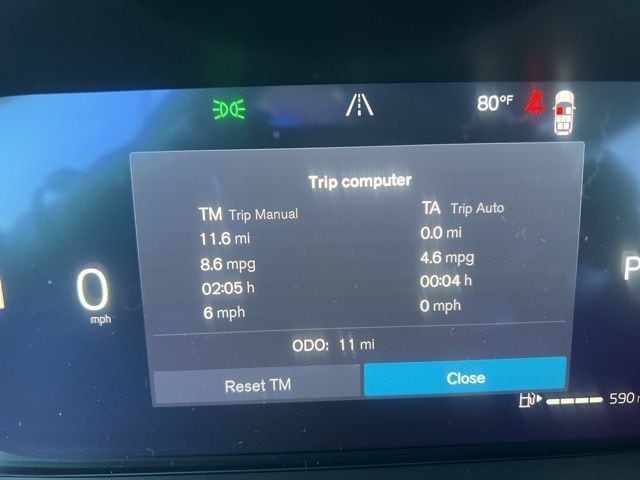 80°F
Trip computer
TM Trip Manual
11.6 mi
8.6 mpg
02:05 h
6 mph
TA Trip Auto
0.0 mi
4.6 mpg
00:04 h
0 mph
0
mph
P
ODO: 11 mi
Reset TM
Close
590